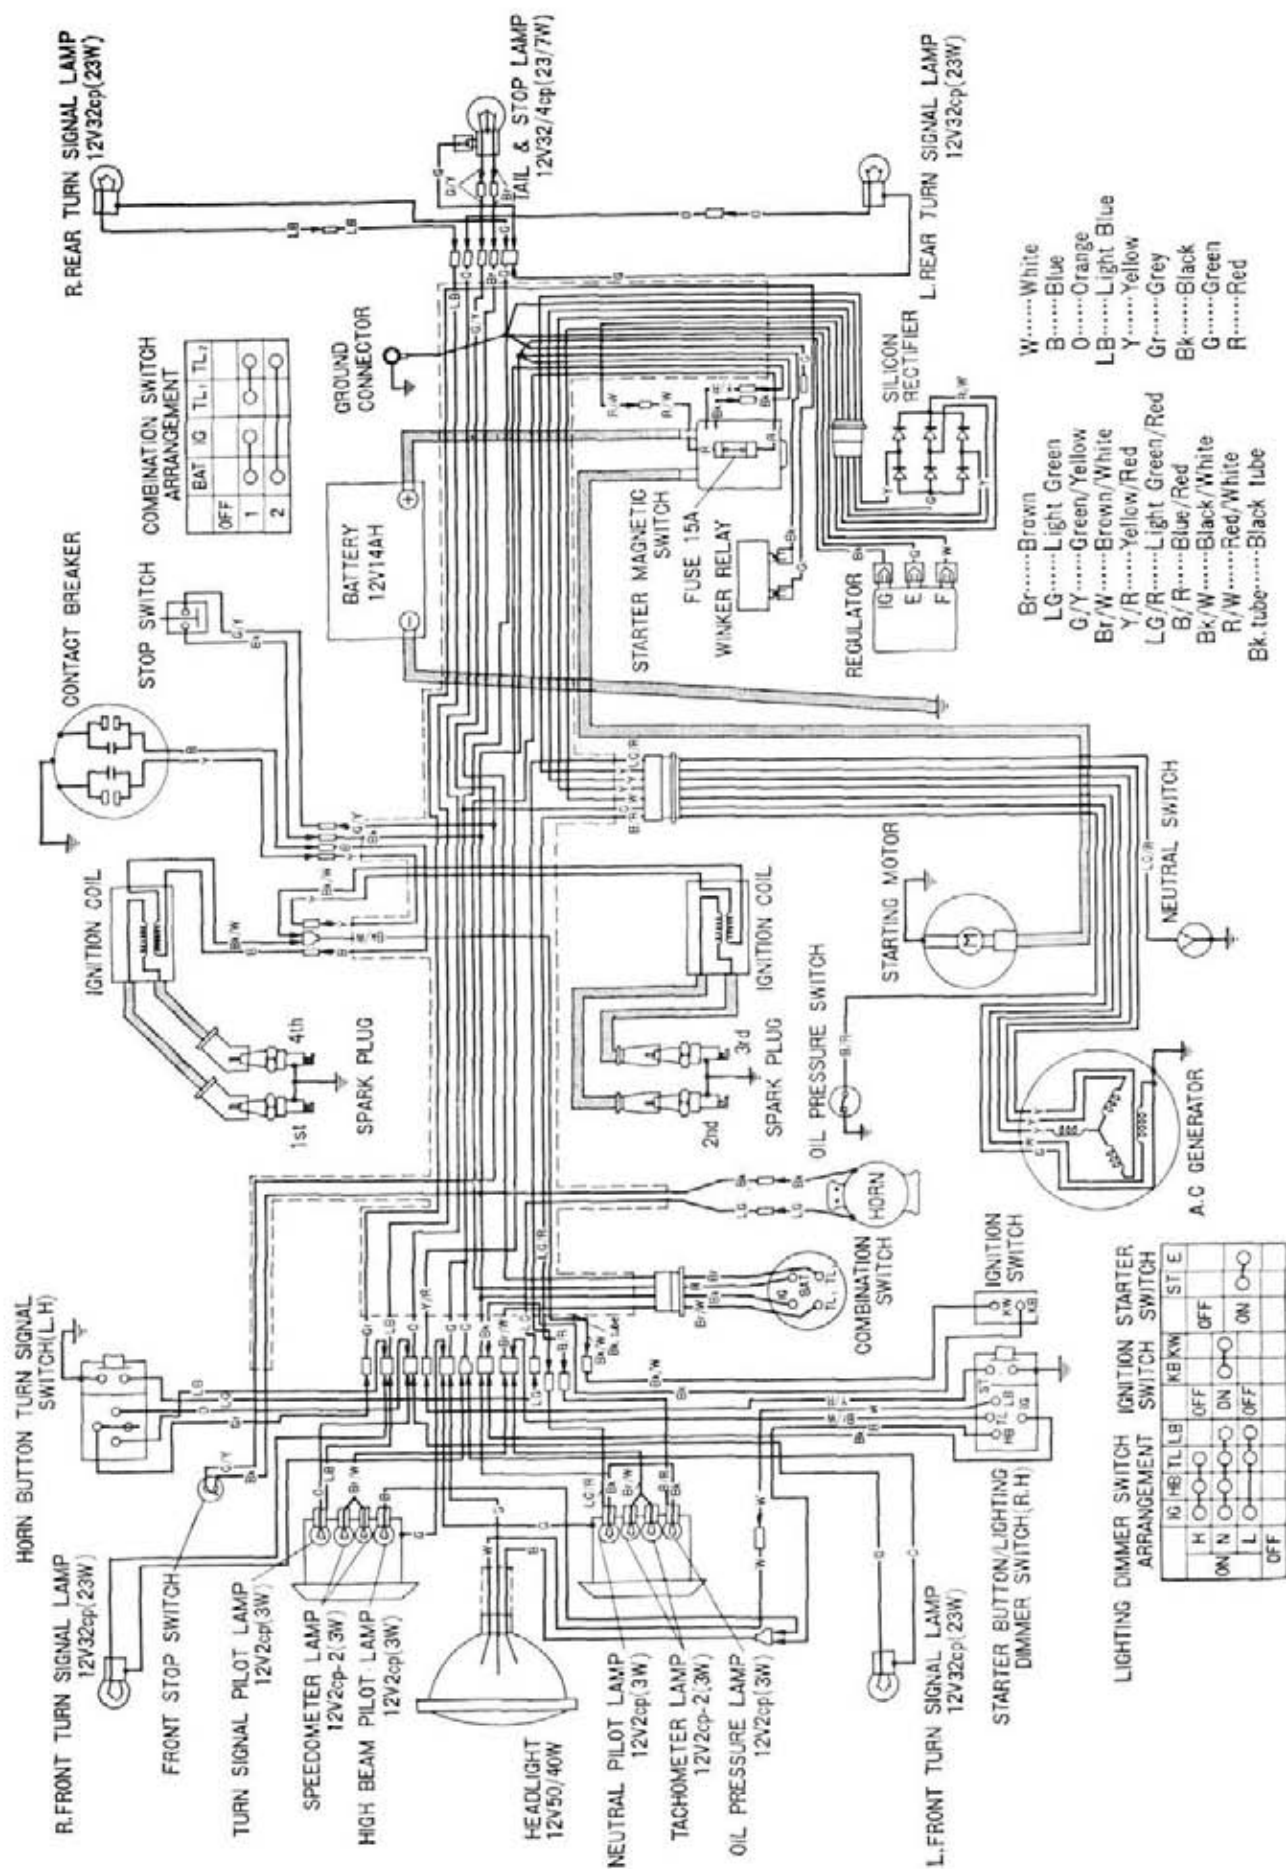 R.REAR TURN SIGNAL LAMP
12V32cp(23W)
TAIL & STOP LAMP
12V32/4cp(23/7W)
L.REAR TURN SIGNAL LAMP
12V32cp(23W)
COMBINATION SWITCH
ARRANGEMENT
BAT IG TL₁ TL₂
OFF
1
2
GROUND
CONNECTOR
CONTACT BREAKER
STOP SWITCH
BATTERY
12V14AH
STARTER MAGNETIC
SWITCH
FUSE 15A
WINKER RELAY
REGULATOR
IG
E
F
SILICON
RECTIFIER
W······White
B······Blue
O······Orange
LB······Light Blue
Y······Yellow
Gr······Grey
Bk······Black
G······Green
R······Red
Br······Brown
LG······Light Green
G/Y······Green/Yellow
Br/W······Brown/White
Y/R······Yellow/Red
LG/R······Light Green/Red
B/R······Blue/Red
Bk/W······Black/White
R/W······Red/White
Bk.tube······Black tube
IGNITION COIL
4th
1st
SPARK PLUG
IGNITION COIL
3rd
2nd
SPARK PLUG
OIL PRESSURE SWITCH
STARTING MOTOR
M
NEUTRAL SWITCH
A.C GENERATOR
HORN
COMBINATION
SWITCH
IG
BAT
IGNITION
SWITCH
KW
KB
HORN BUTTON TURN SIGNAL
SWITCH(L.H)
R.FRONT TURN SIGNAL LAMP
12V32cp(23W)
FRONT STOP SWITCH
TURN SIGNAL PILOT LAMP
12V2cp(3W)
SPEEDOMETER LAMP
12V2cp-2(3W)
HIGH BEAM PILOT LAMP
12V2cp(3W)
HEADLIGHT
12V50/40W
NEUTRAL PILOT LAMP
12V2cp(3W)
TACHOMETER LAMP
12V2cp-2(3W)
OIL PRESSURE LAMP
12V2cp(3W)
L.FRONT TURN SIGNAL LAMP
12V32cp(23W)
STARTER BUTTON/LIGHTING
DIMMER SWITCH(R.H)
ST
LB
TL
IG
HB
LIGHTING DIMMER SWITCH
ARRANGEMENT
IG HB TL LB
H
ON N
L
OFF
IGNITION
SWITCH
KB KW
OFF
ON
OFF
STARTER
SWITCH
ST E
OFF
ON